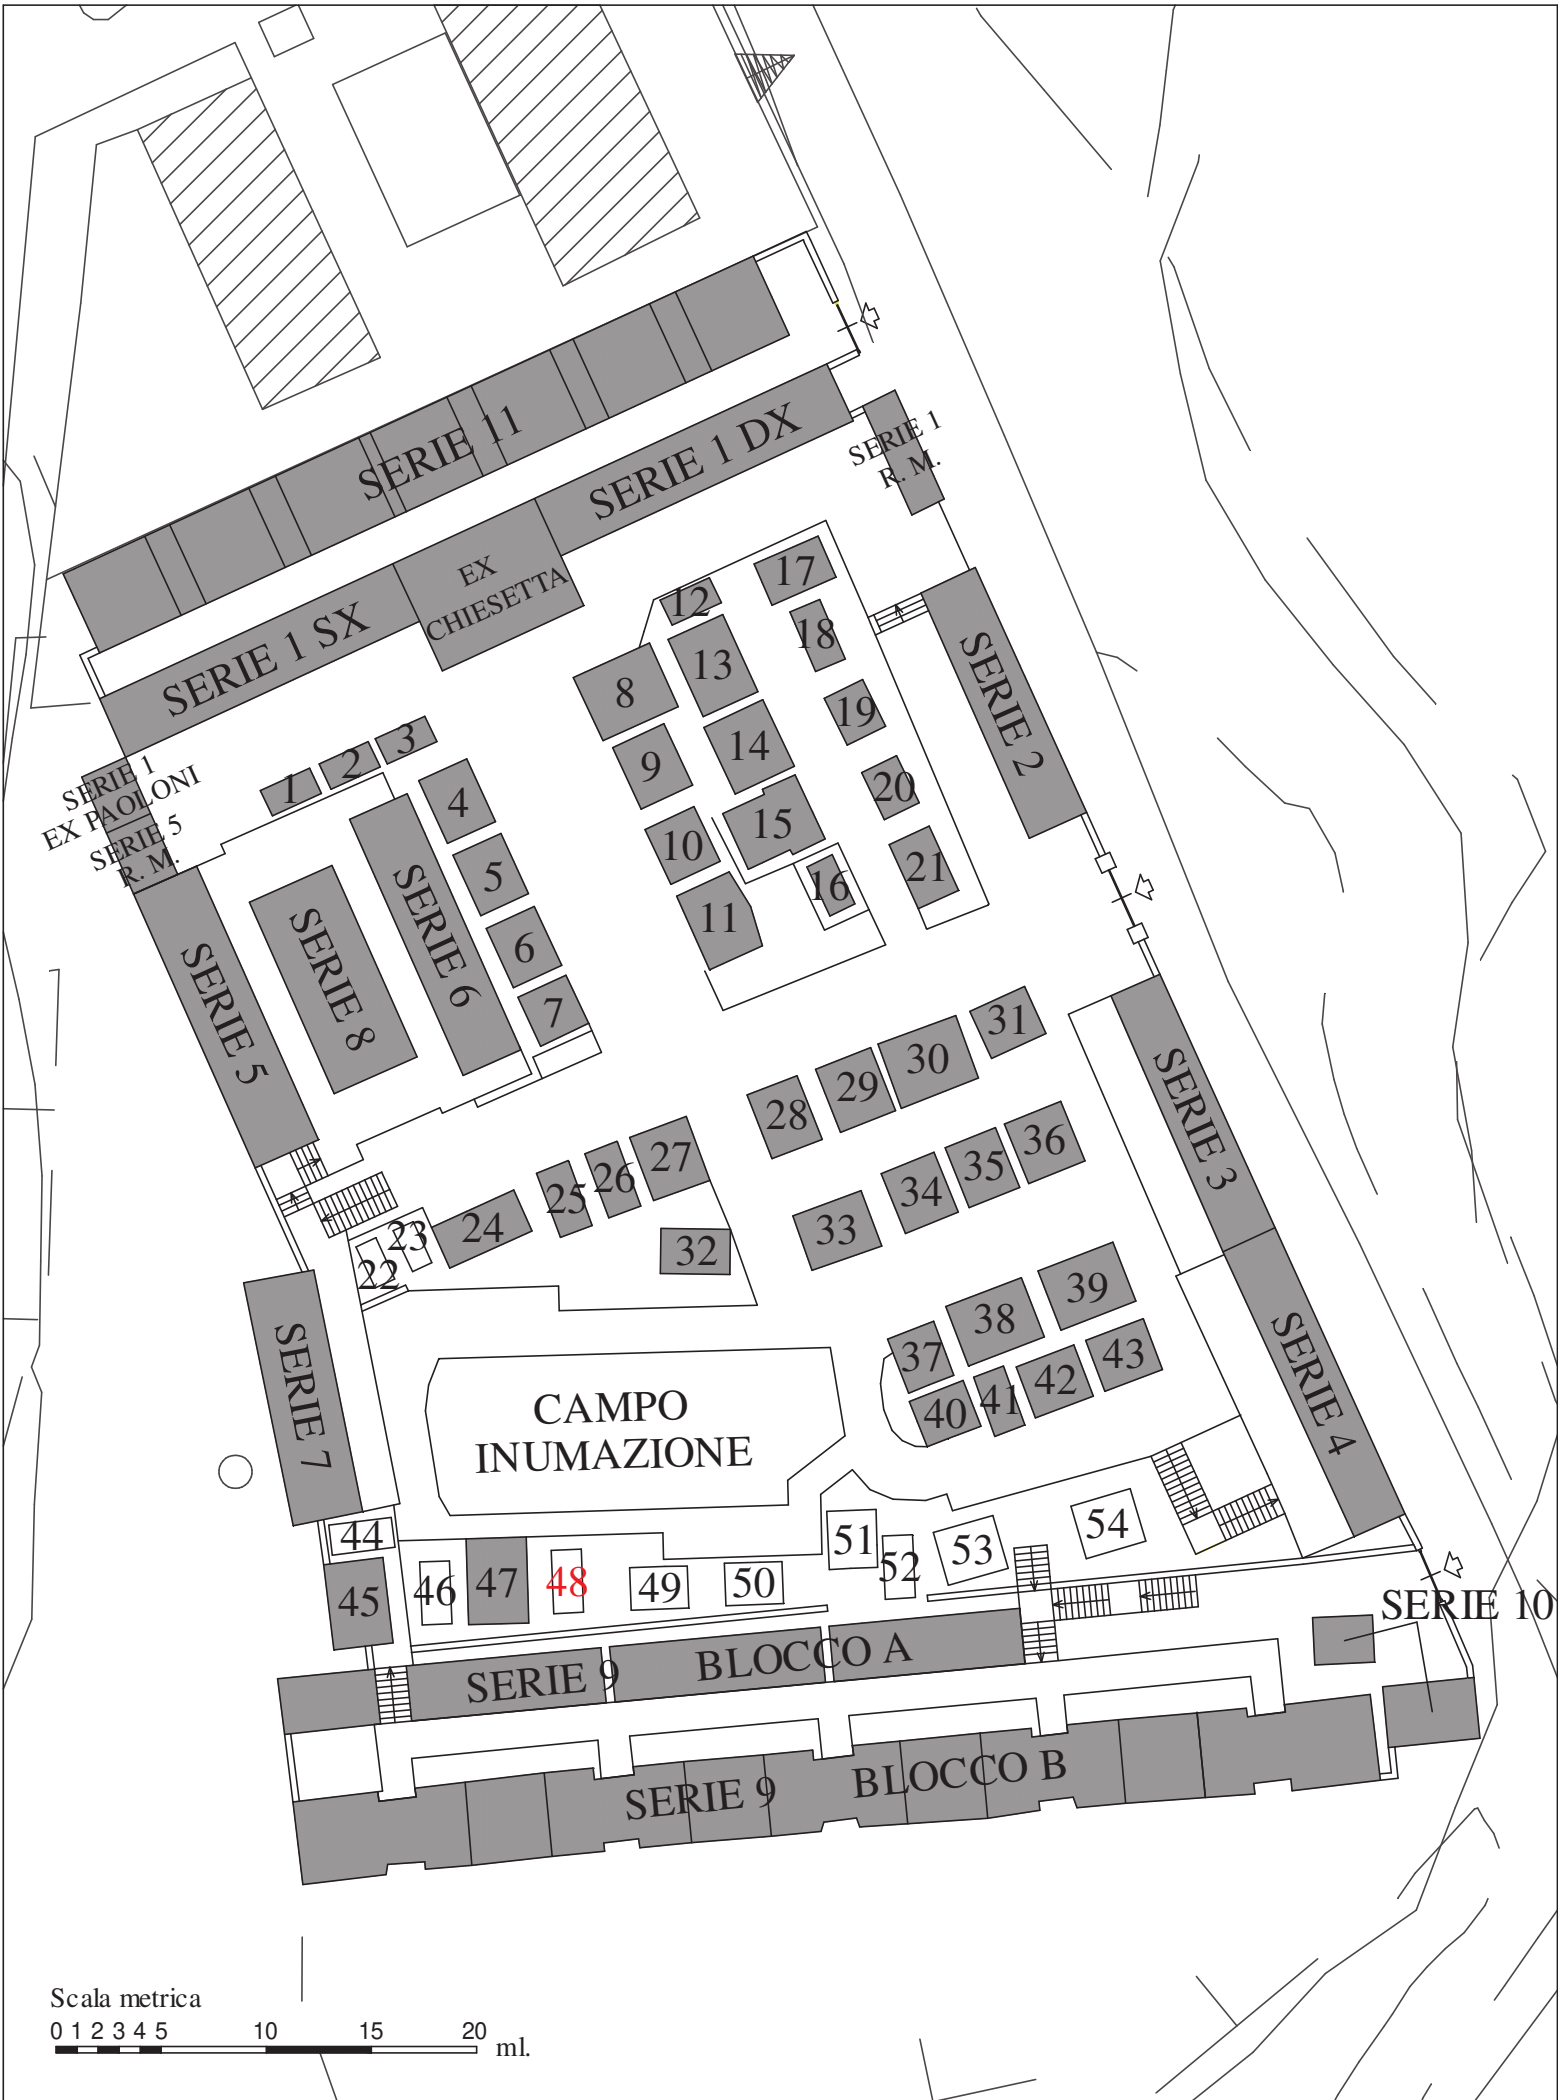 SERIE 11
SERIE 1 DX
SERIE 1
R. M.
EX
CHIESETTA
SERIE 1 SX
12
17
18
13
8
19
14
9
20
15
10
21
16
11
SERIE 2
1
2
3
4
5
6
7
SERIE 1
EX PAOLONI
SERIE 5
R. M.
SERIE 5
SERIE 8
SERIE 6
31
30
29
28
36
35
34
33
SERIE 3
27
26
25
24
23
22
32
39
38
37
43
42
41
40
SERIE 4
SERIE 7
CAMPO
INUMAZIONE
44
45
46
47
48
49
50
51
52
53
54
SERIE 10
SERIE 9 BLOCCO A
SERIE 9 BLOCCO B
Scala metrica
0 1 2 3 4 5 10 15 20
ml.